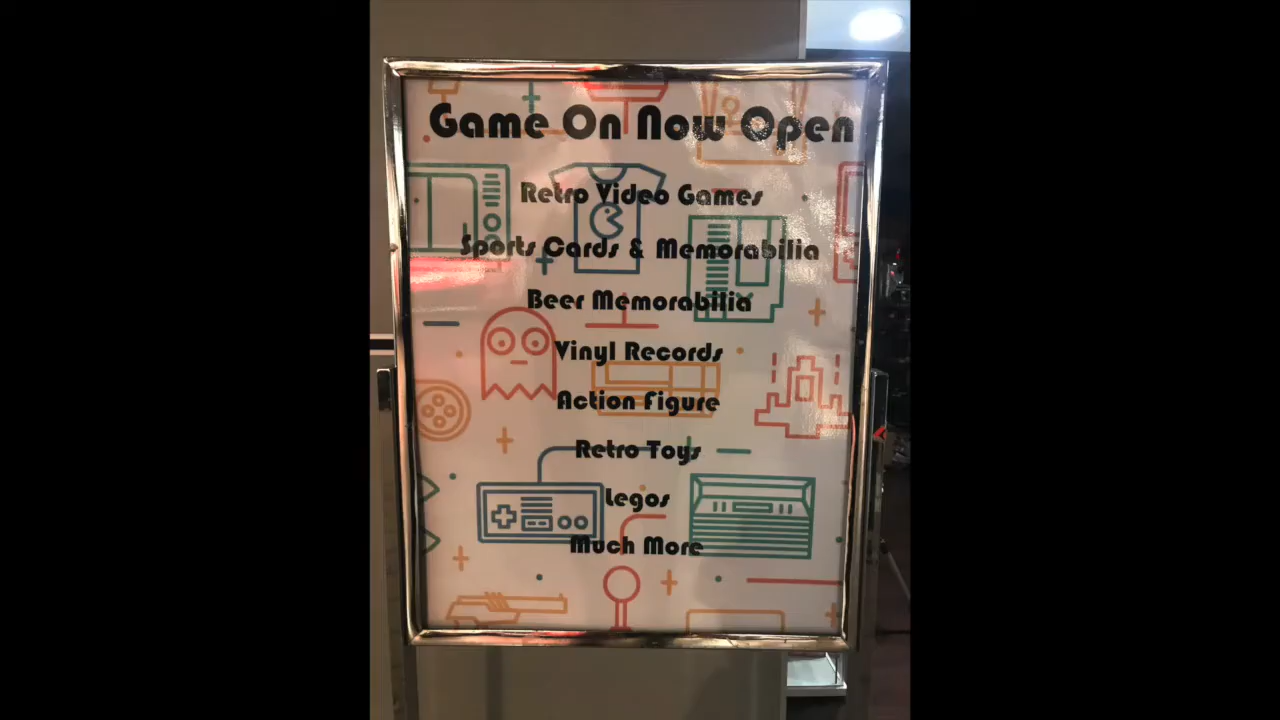 Game On Now Open
Retro Video Games
Sports Cards & Memorabilia
Beer Memorabilia
Vinyl Records
Action Figure
Retro Toys
Legos
Much More